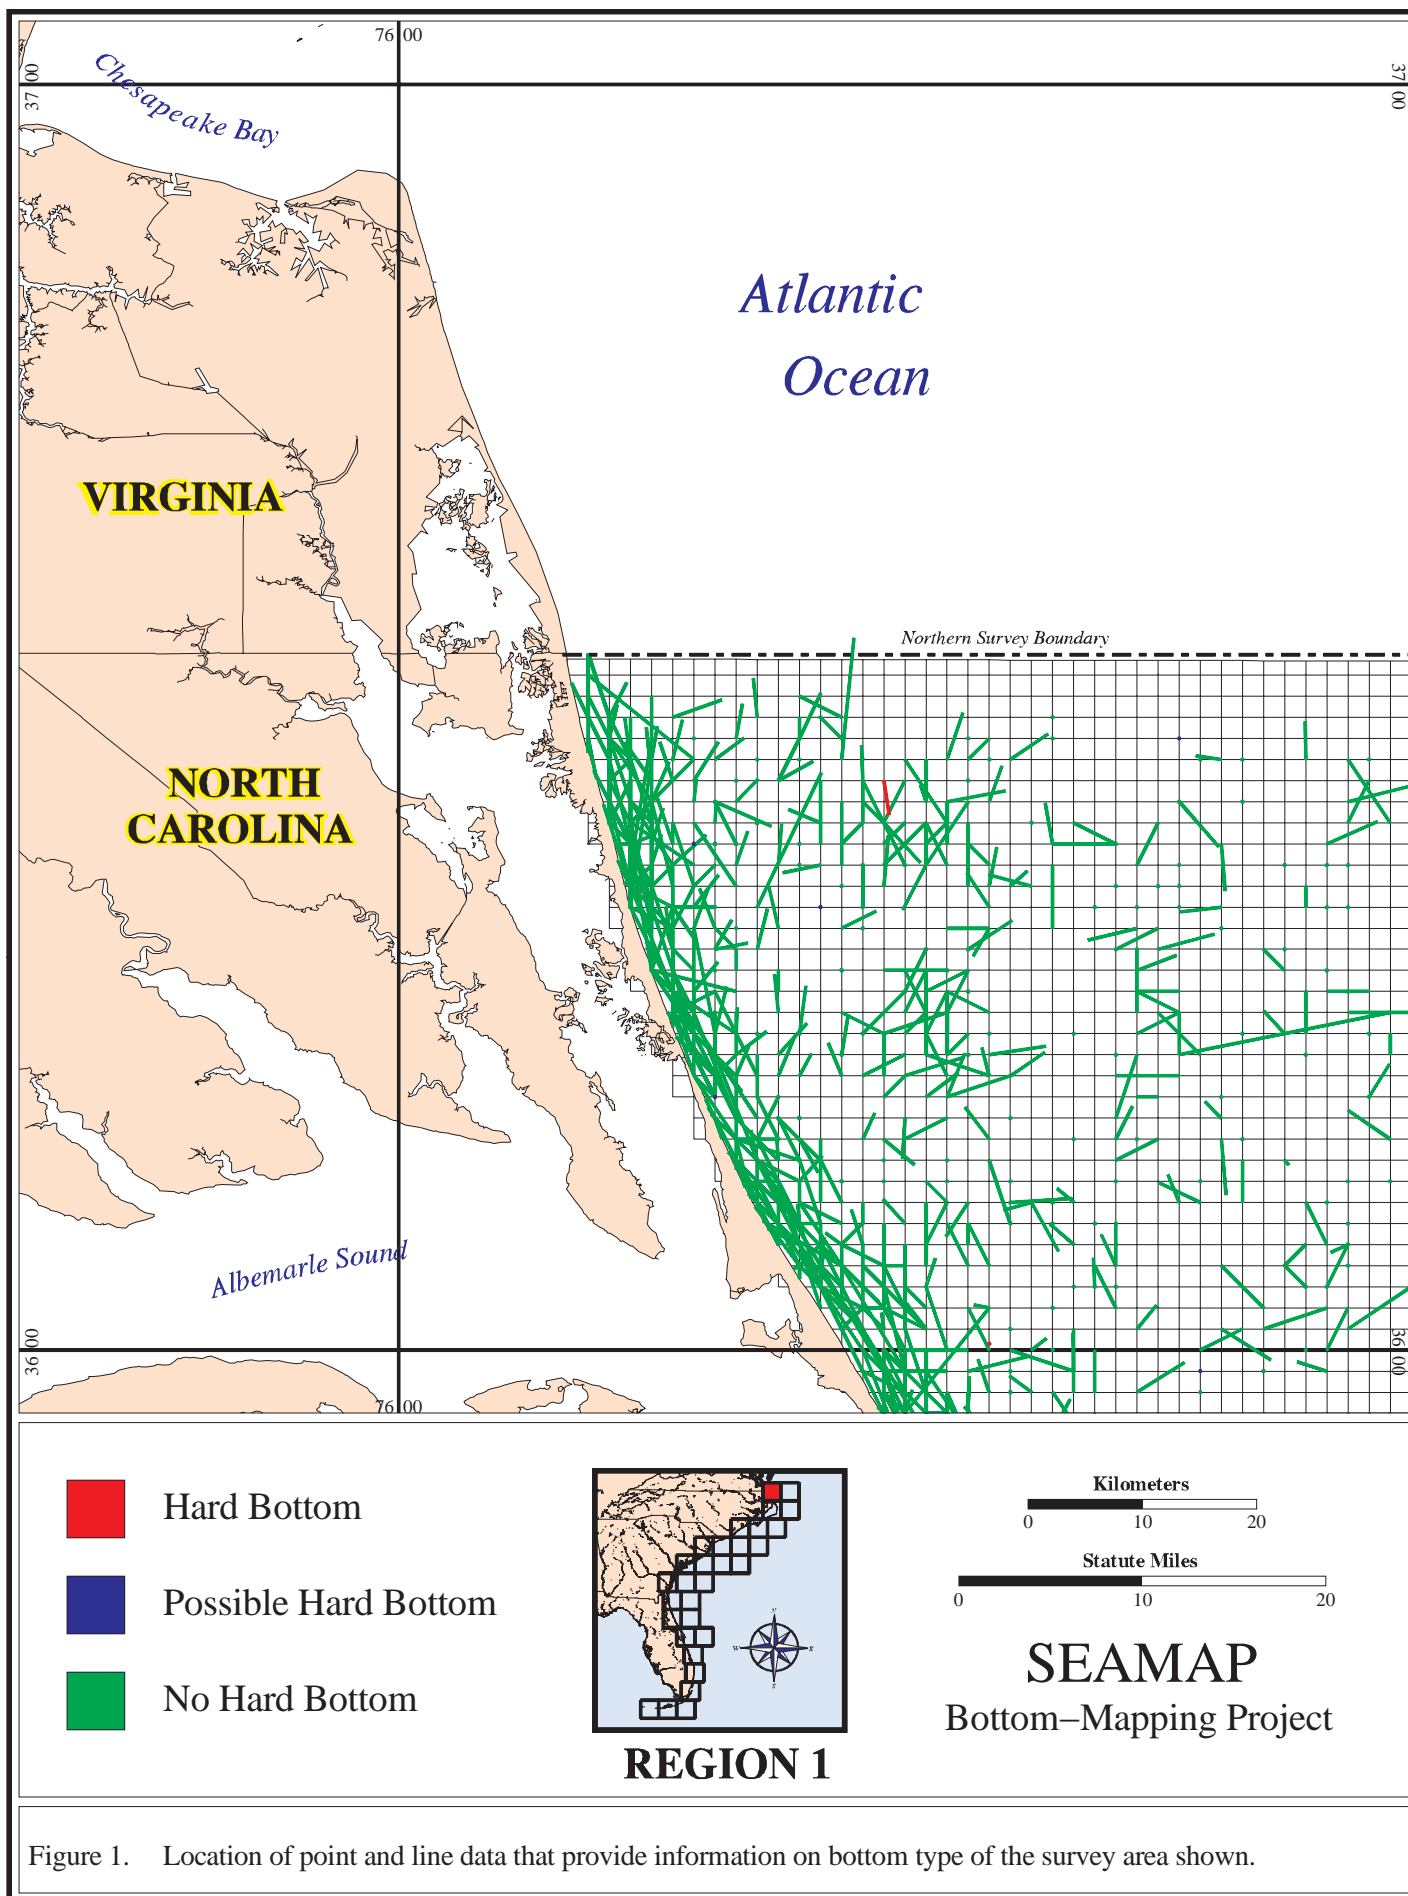 76 00
37 00
37 00
Chesapeake Bay
Atlantic
Ocean
VIRGINIA
Northern Survey Boundary
NORTH
CAROLINA
Albemarle Sound
36 00
36 00
76 00
Hard Bottom
Possible Hard Bottom
No Hard Bottom
N
W
E
S
REGION 1
Kilometers
0 10 20
Statute Miles
0 10 20
SEAMAP
Bottom−Mapping Project
Figure 1. Location of point and line data that provide information on bottom type of the survey area shown.